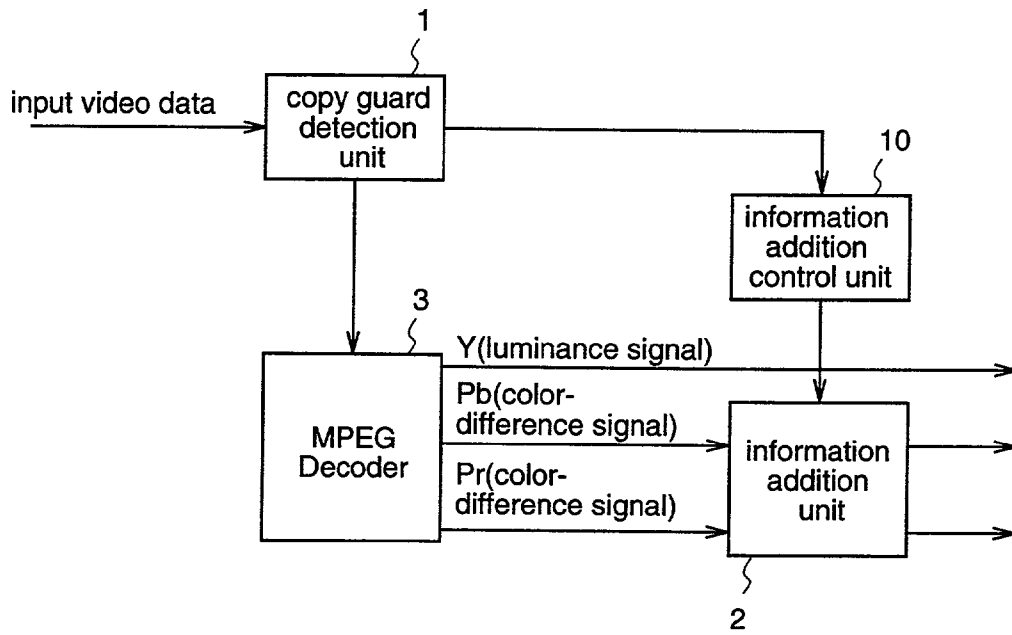 1
input video data
copy guard
detection
unit
10
information
addition
control unit
3
Y(luminance signal)
Pb(color-
difference signal)
MPEG
Decoder
Pr(color-
difference signal)
information
addition
unit
2